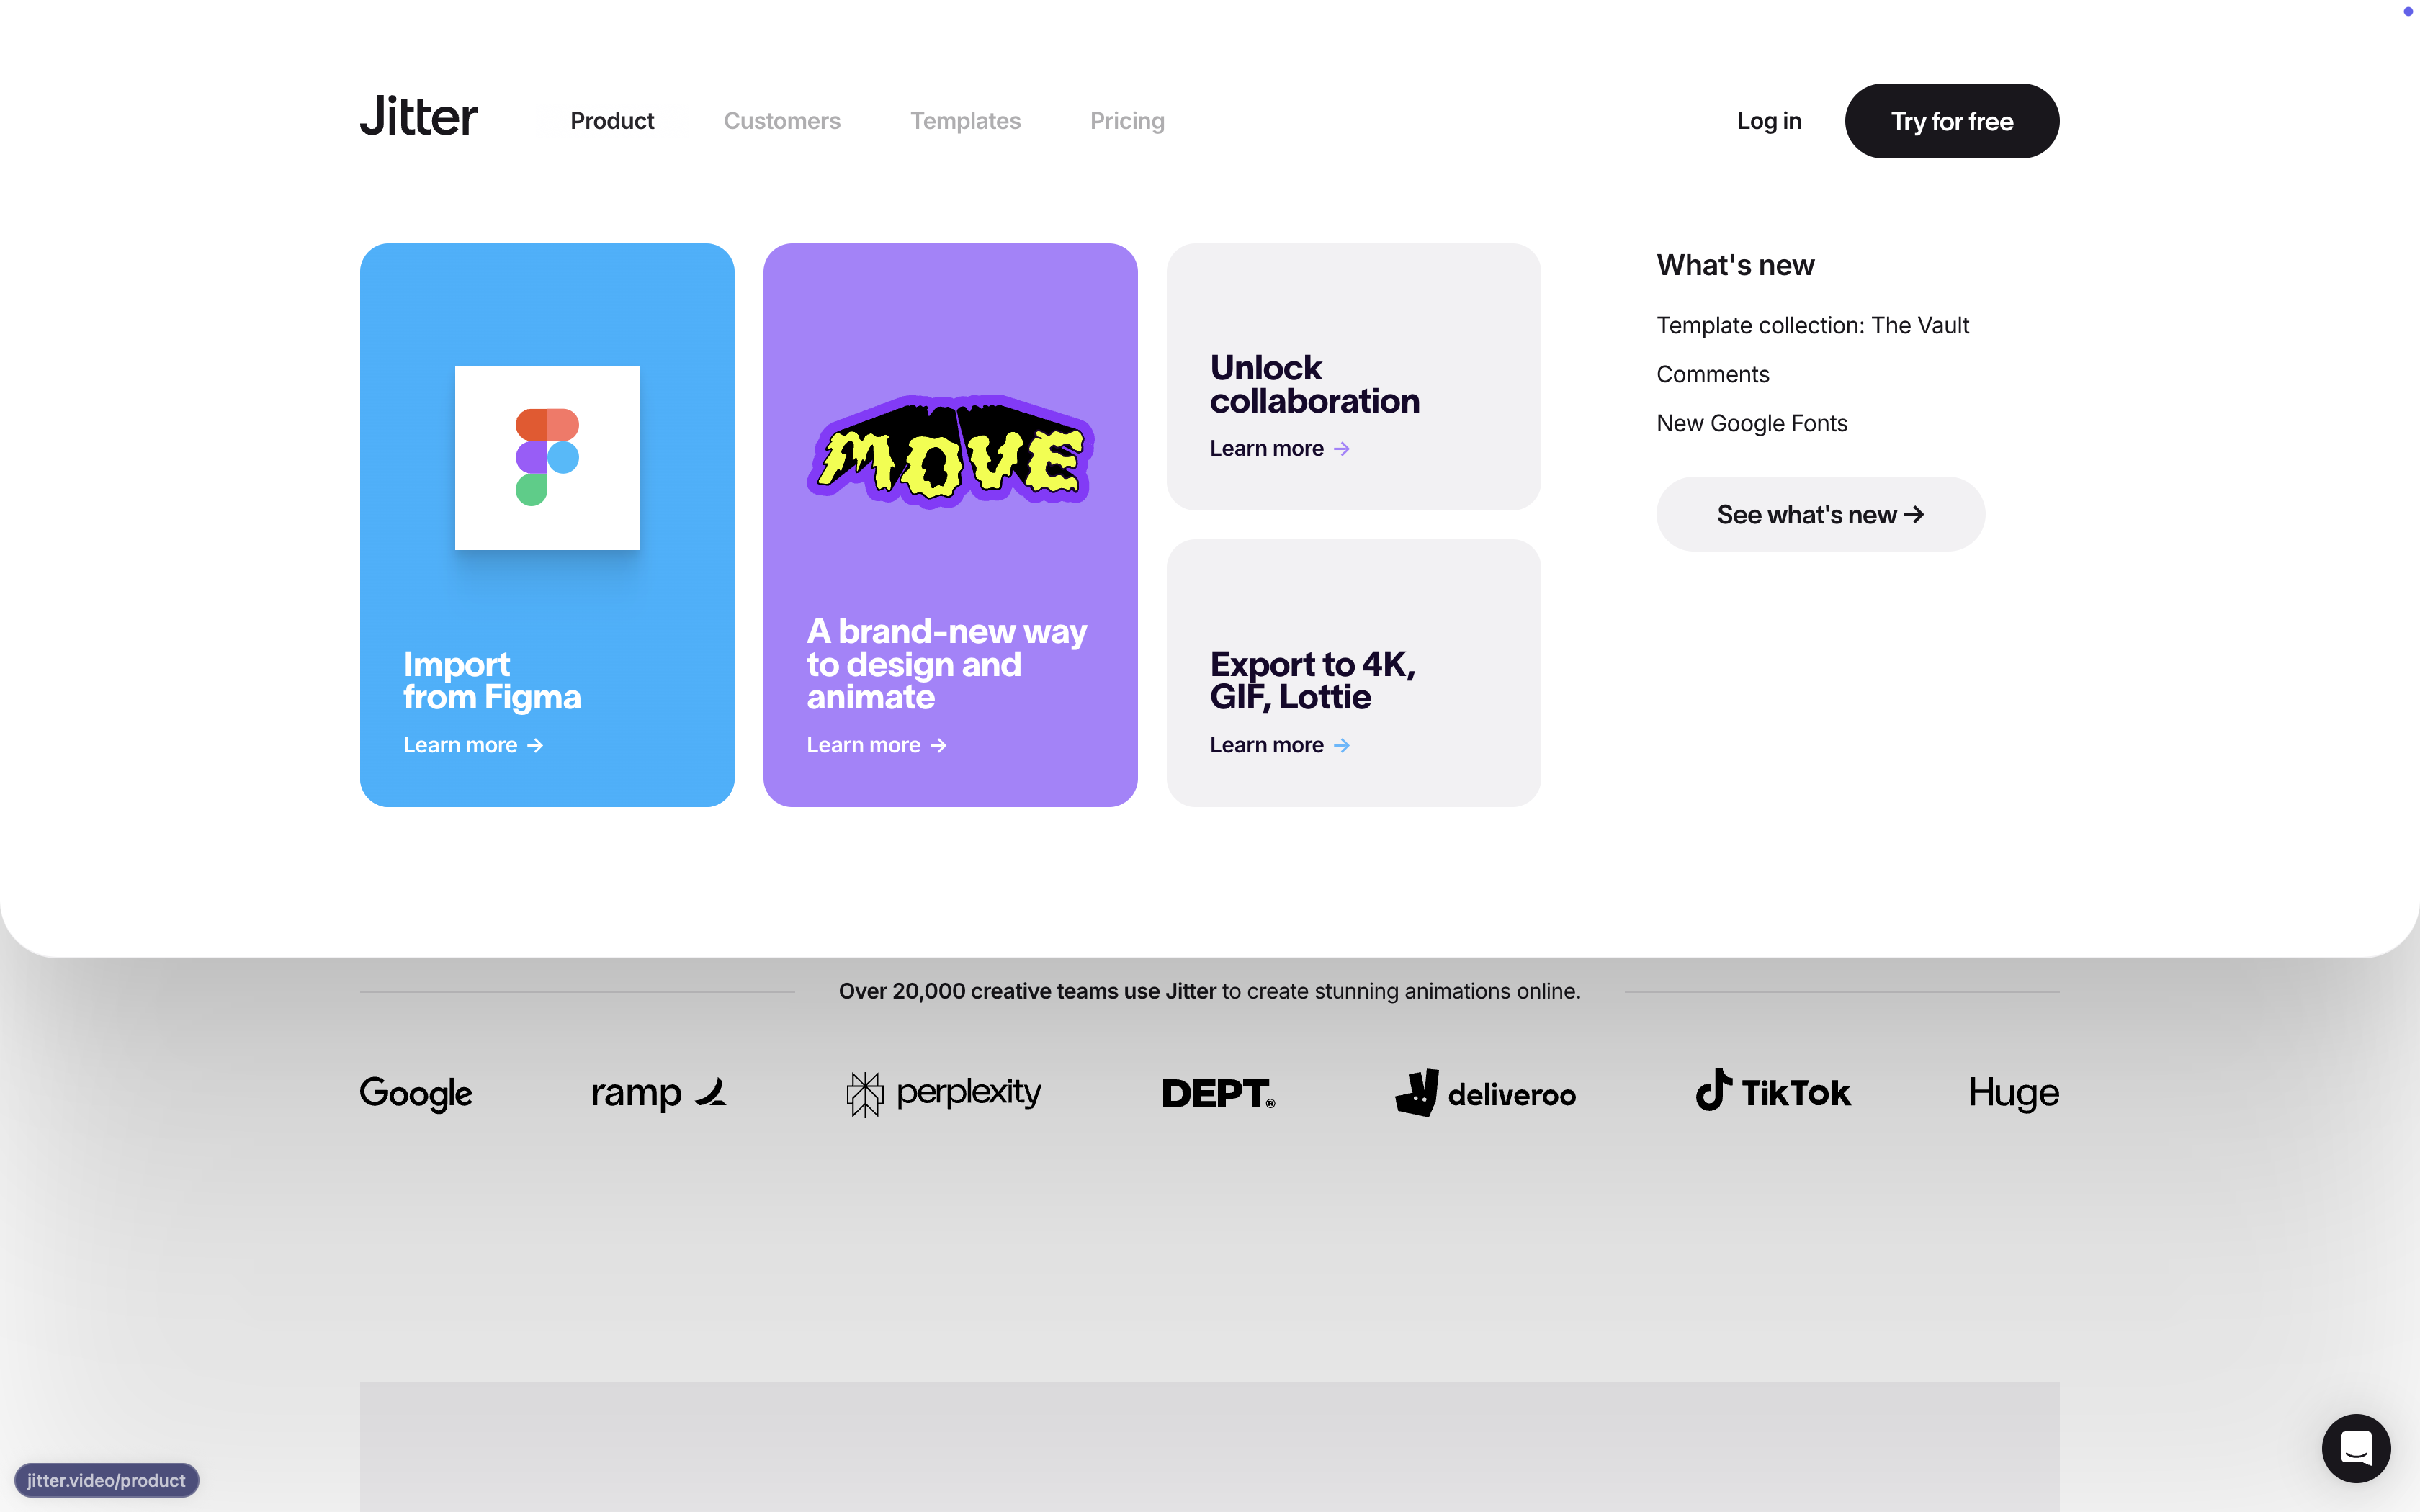 Jitter
Product
Customers
Templates
Pricing
Log in
Try for free
MOVE
Import
from Figma
Learn more →
A brand-new way
to design and
animate
Learn more →
Unlock
collaboration
Learn more →
Export to 4K,
GIF, Lottie
Learn more →
What's new
Template collection: The Vault
Comments
New Google Fonts
See what's new →
Over 20,000 creative teams use Jitter to create stunning animations online.
Google
ramp
perplexity
DEPT®
deliveroo
TikTok
Huge
jitter.video/product